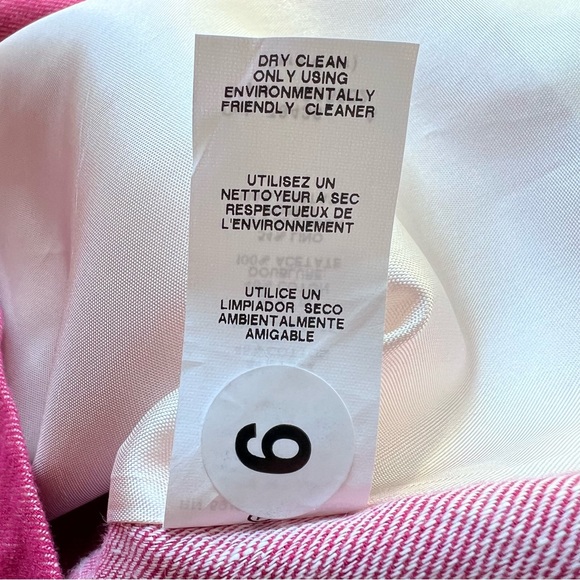 DRY CLEAN
ONLY USING
ENVIRONMENTALLY
FRIENDLY CLEANER
UTILISEZ UN
NETTOYEUR A SEC
RESPECTUEUX DE
L'ENVIRONNEMENT
UTILICE UN
LIMPIADOR SECO
AMBIENTALMENTE
AMIGABLE
6